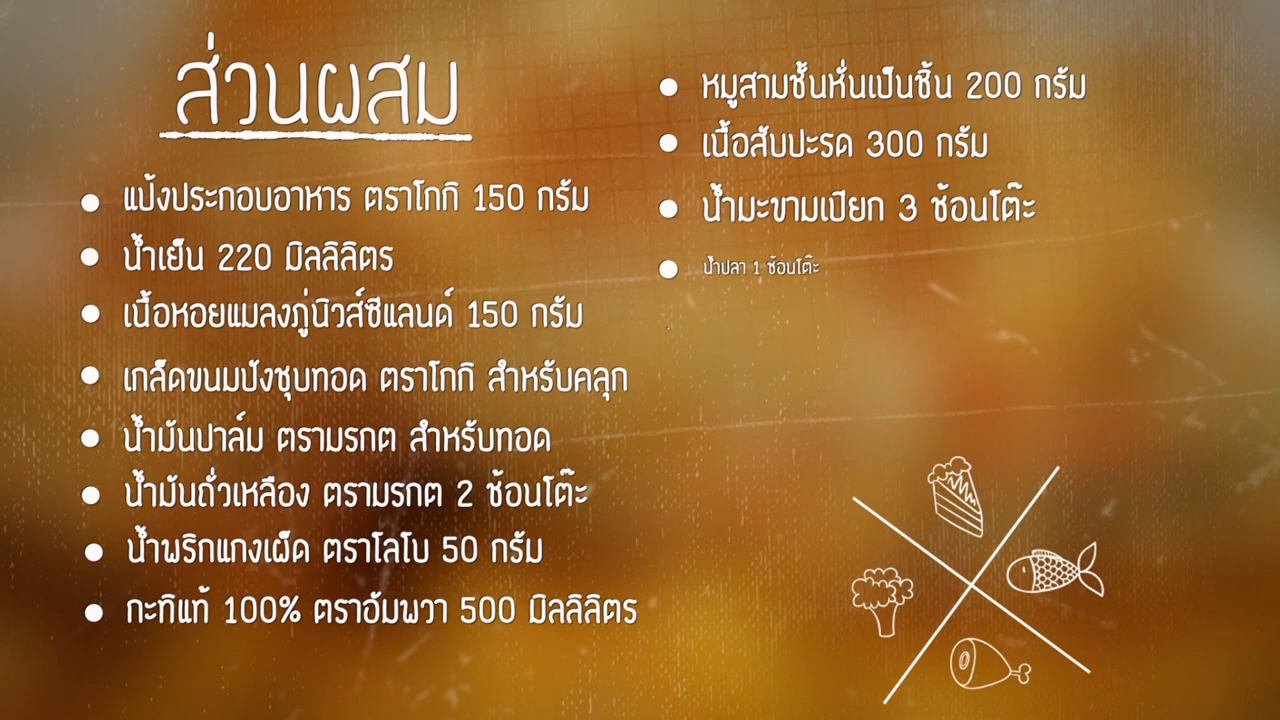 ส่วนผสม
แป้งประกอบอาหาร ตราโกกิ 150 กรัม
น้ำเย็น 220 มิลลิลิตร
เนื้อหอยแมลงภู่นิวส์ซีแลนด์ 150 กรัม
เกล็ดขนมปังชุบทอด ตราโกกิ สำหรับคลุก
น้ำมันปาล์ม ตรามรกต สำหรับทอด
น้ำมันถั่วเหลือง ตรามรกต 2 ช้อนโต๊ะ
น้ำพริกแกงเผ็ด ตราโลโบ 50 กรัม
กะทิแท้ 100% ตราอัมพวา 500 มิลลิลิตร
หมูสามชั้นหั่นเป็นชิ้น 200 กรัม
เนื้อสับปะรด 300 กรัม
น้ำมะขามเปียก 3 ช้อนโต๊ะ
น้ำปลา 1 ช้อนโต๊ะ